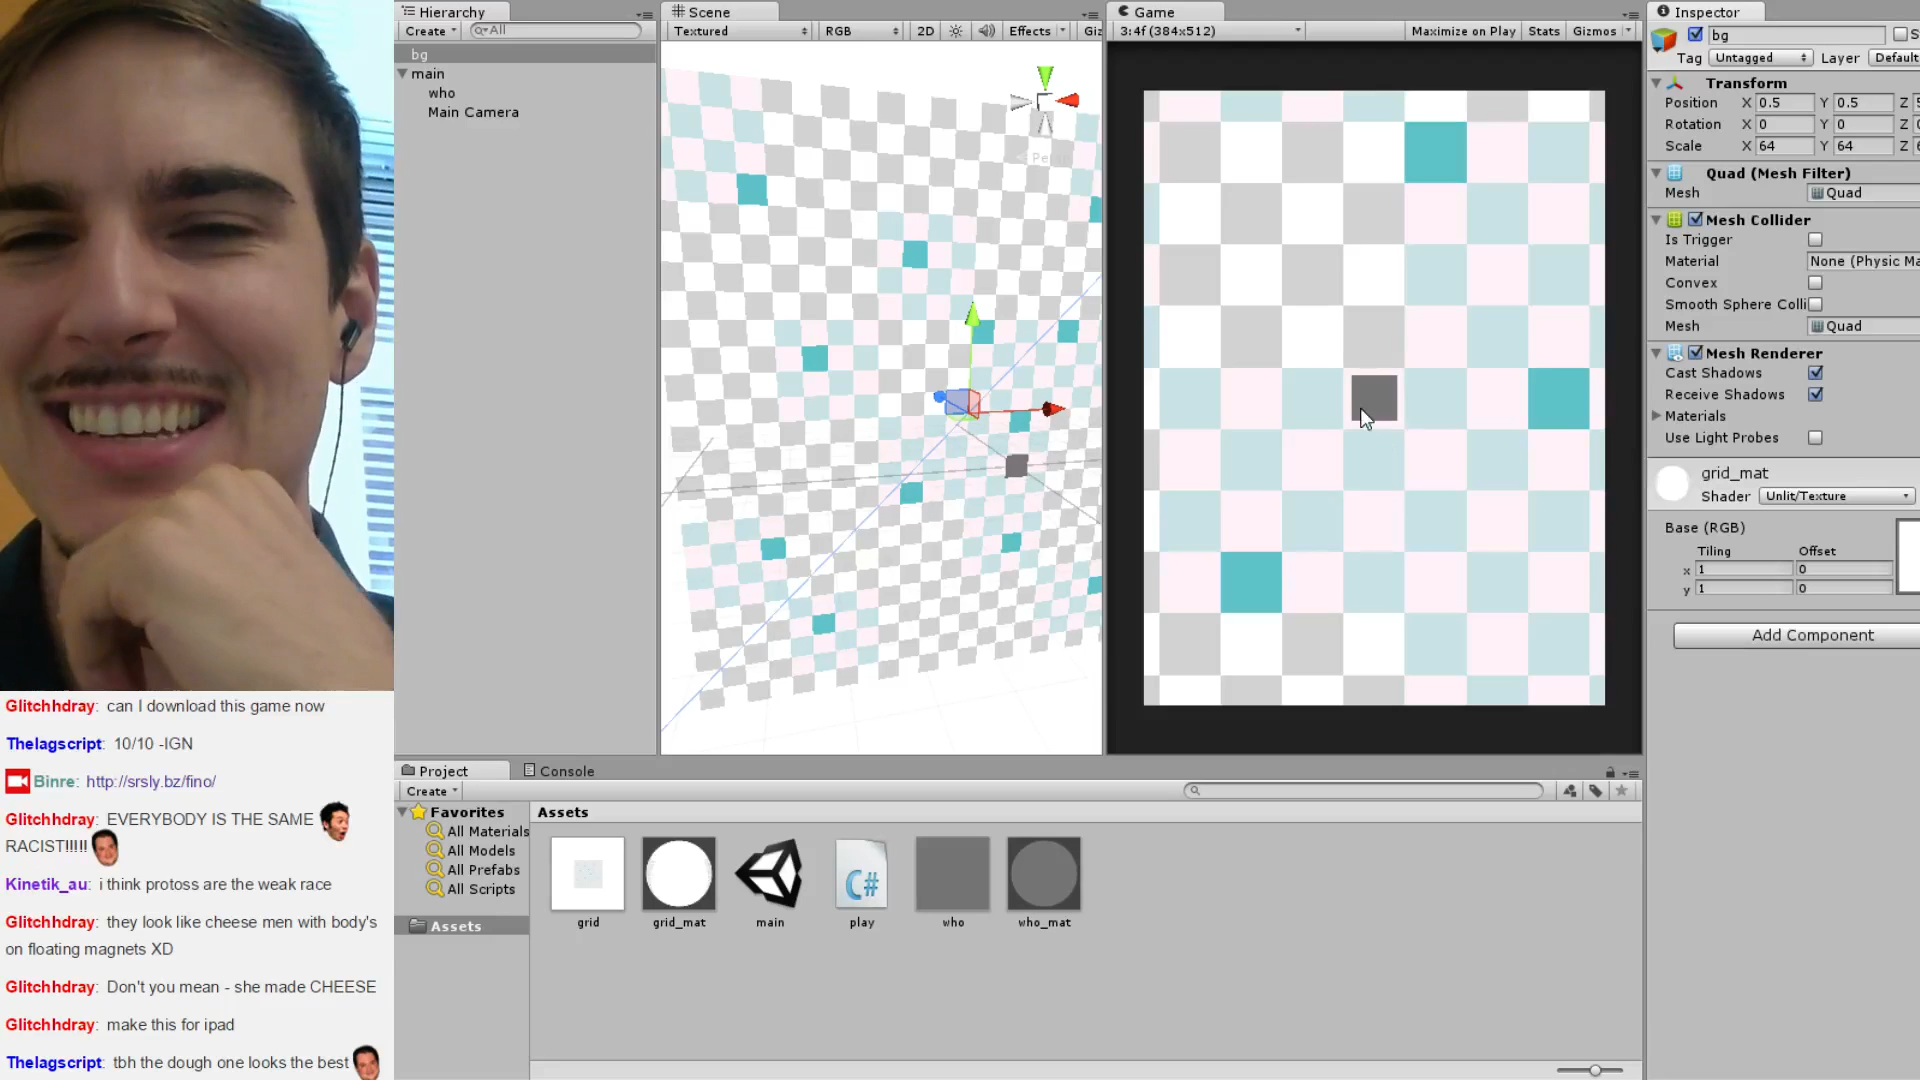 Hierarchy
Create
All
bg
main
who
Main Camera
Scene
Textured
RGB
2D
Effects
Giz
Game
3:4f (384x512)
Maximize on Play
Stats
Gizmos
Inspector
bg
S
Tag
Untagged
Layer
Default
Transform
Position X 0.5 Y 0.5 Z
Rotation X 0 Y 0 Z
Scale X 64 Y 64 Z
Quad (Mesh Filter)
Mesh
Quad
Mesh Collider
Is Trigger
Material
None (Physic Ma
Convex
Smooth Sphere Colli
Mesh
Quad
Mesh Renderer
Cast Shadows
Receive Shadows
Materials
Use Light Probes
grid_mat
Shader
Unlit/Texture
Base (RGB)
Tiling Offset
x 1 0
y 1 0
Add Component
Glitchhdray: can I download this game now
Thelagscript: 10/10 -IGN
Binre: http://srsly.bz/fino/
Glitchhdray: EVERYBODY IS THE SAME
RACIST!!!!!
Kinetik_au: i think protoss are the weak race
Glitchhdray: they look like cheese men with body's
on floating magnets XD
Glitchhdray: Don't you mean - she made CHEESE
Glitchhdray: make this for ipad
Thelagscript: tbh the dough one looks the best
Project
Console
Create
Favorites
All Materials
All Models
All Prefabs
All Scripts
Assets
Assets
grid
grid_mat
main
C#
play
who
who_mat